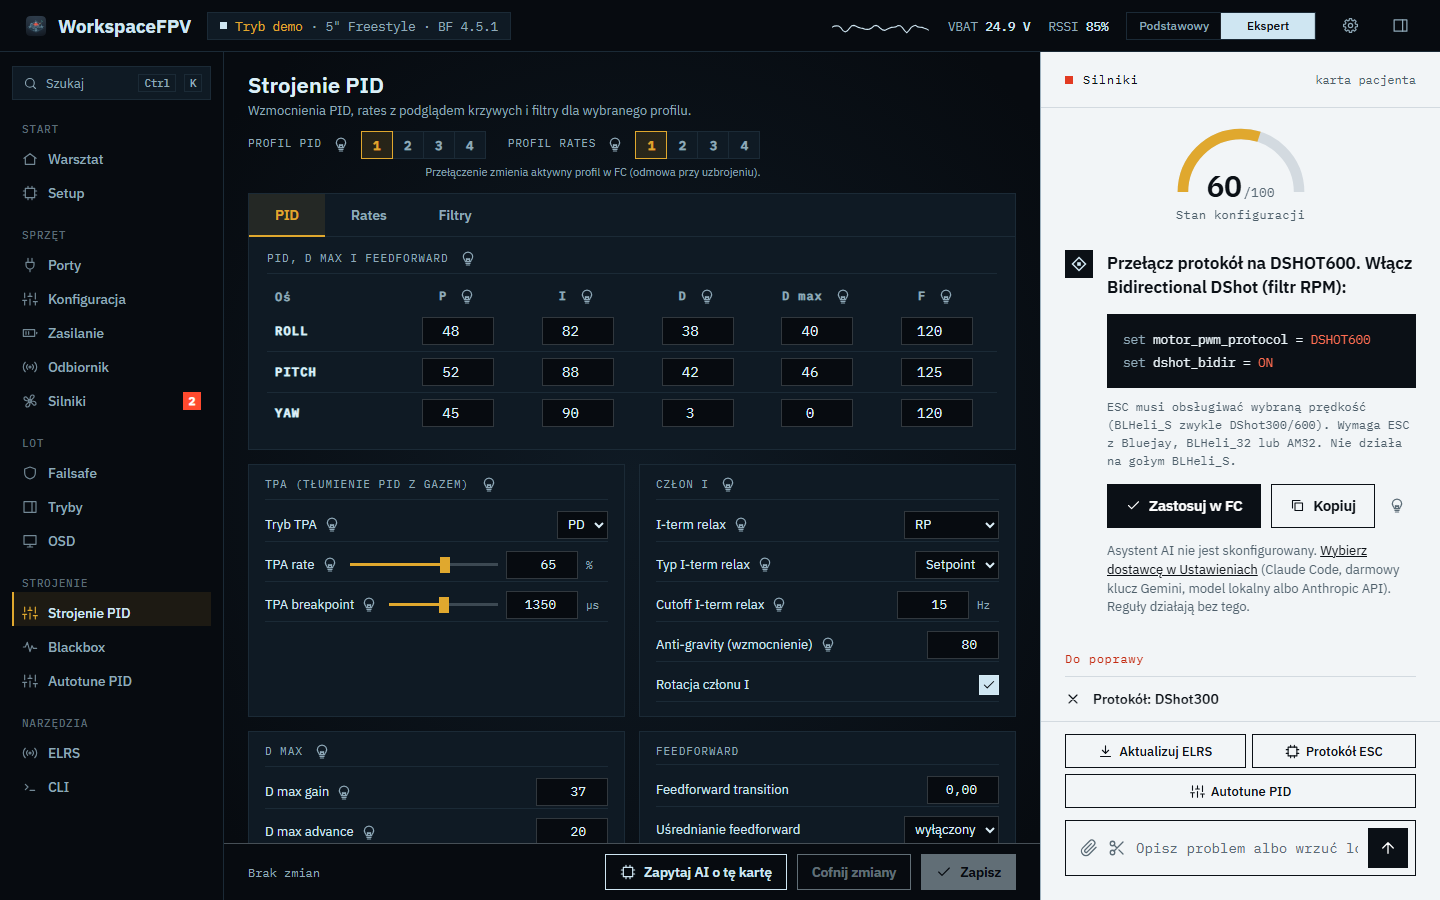 WorkspaceFPV
Tryb demo · 5" Freestyle · BF 4.5.1
VBAT 24.9 V RSSI 85%
Podstawowy Ekspert
Szukaj Ctrl K
START
Warsztat
Setup
SPRZĘT
Porty
Konfiguracja
Zasilanie
Odbiornik
Silniki 2
LOT
Failsafe
Tryby
OSD
STROJENIE
Strojenie PID
Blackbox
Autotune PID
NARZĘDZIA
ELRS
CLI
Strojenie PID
Wzmocnienia PID, rates z podglądem krzywych i filtry dla wybranego profilu.
PROFIL PID 1 2 3 4 PROFIL RATES 1 2 3 4
Przełączenie zmienia aktywny profil w FC (odmowa przy uzbrojeniu).
PID Rates Filtry
PID, D MAX I FEEDFORWARD
Oś P I D D max F
ROLL 48 82 38 40 120
PITCH 52 88 42 46 125
YAW 45 90 3 0 120
TPA (TŁUMIENIE PID Z GAZEM)
Tryb TPA PD
TPA rate 65 %
TPA breakpoint 1350 µs
CZŁON I
I-term relax RP
Typ I-term relax Setpoint
Cutoff I-term relax 15 Hz
Anti-gravity (wzmocnienie) 80
Rotacja członu I
D MAX
D max gain 37
D max advance 20
FEEDFORWARD
Feedforward transition 0,00
Uśrednianie feedforward wyłączony
Brak zmian
Zapytaj AI o tę kartę Cofnij zmiany Zapisz
Silniki karta pacjenta
60/100
Stan konfiguracji
Przełącz protokół na DSHOT600. Włącz
Bidirectional DShot (filtr RPM):
set motor_pwm_protocol = DSHOT600
set dshot_bidir = ON
ESC musi obsługiwać wybraną prędkość
(BLHeli_S zwykle DShot300/600). Wymaga ESC
z Bluejay, BLHeli_32 lub AM32. Nie działa
na gołym BLHeli_S.
Zastosuj w FC Kopiuj
Asystent AI nie jest skonfigurowany. Wybierz
dostawcę w Ustawieniach (Claude Code, darmowy
klucz Gemini, model lokalny albo Anthropic API).
Reguły działają bez tego.
Do poprawy
Protokół: DShot300
Aktualizuj ELRS Protokół ESC
Autotune PID
Opisz problem albo wrzuć lo